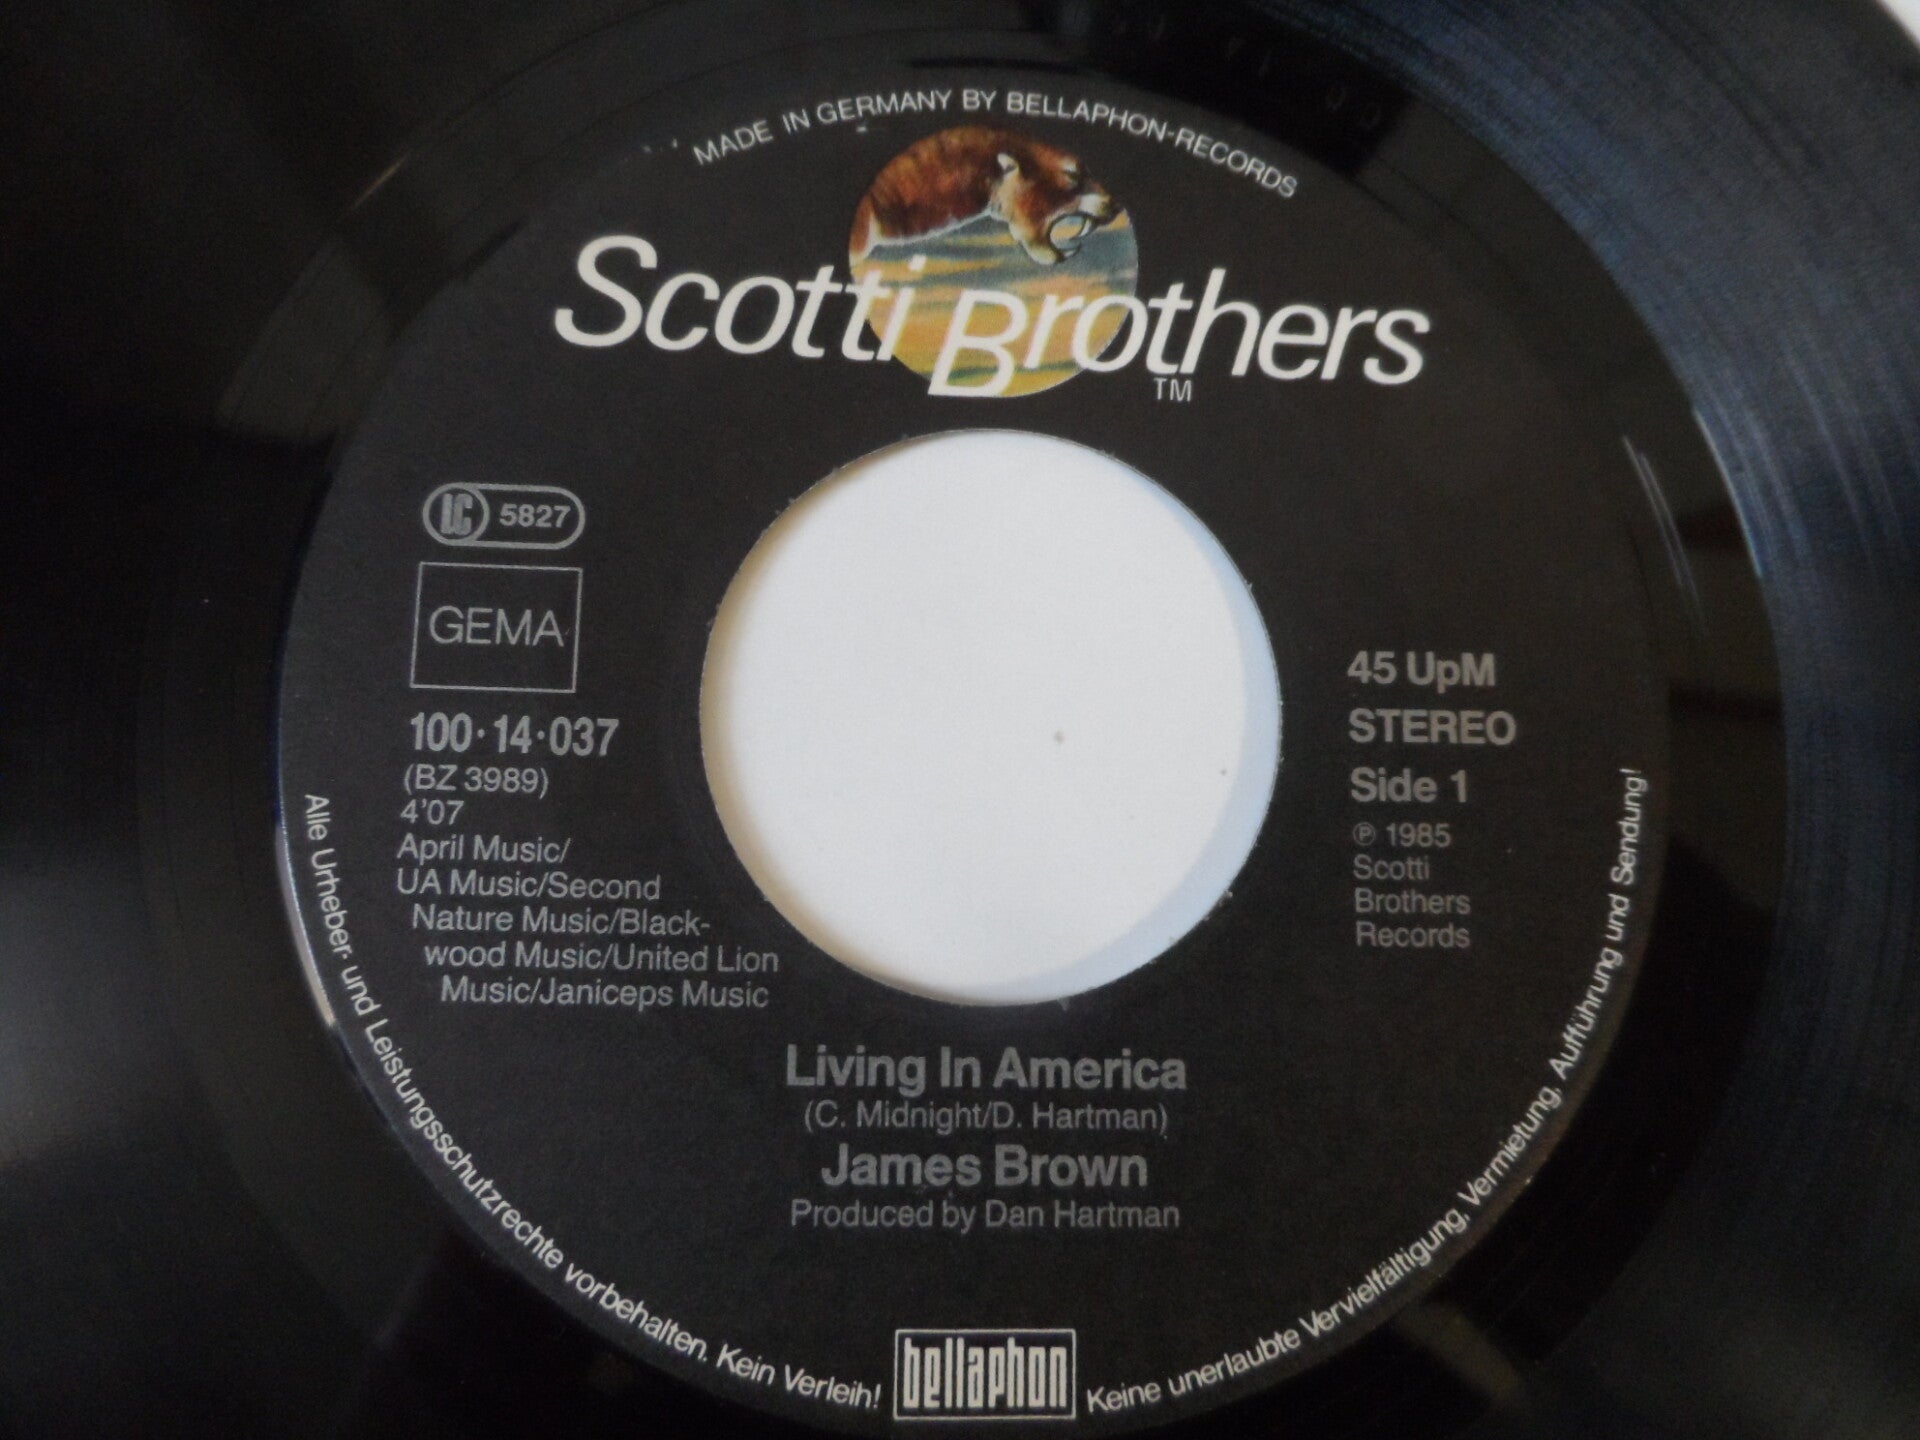 MADE IN GERMANY BY BELLAPHON-RECORDS
Scotti Brothers
TM
LC 5827
GEMA
100·14·037
(BZ 3989)
4'07
April Music/
UA Music/Second
Nature Music/Black-
wood Music/United Lion
Music/Janiceps Music
45 UpM
STEREO
Side 1
℗ 1985
Scotti
Brothers
Records
Living In America
(C. Midnight/D. Hartman)
James Brown
Produced by Dan Hartman
Alle Urheber- und Leistungsschutzrechte vorbehalten. Kein Verleih!
bellaphon
Keine unerlaubte Vervielfältigung, Vermietung, Aufführung und Sendung!